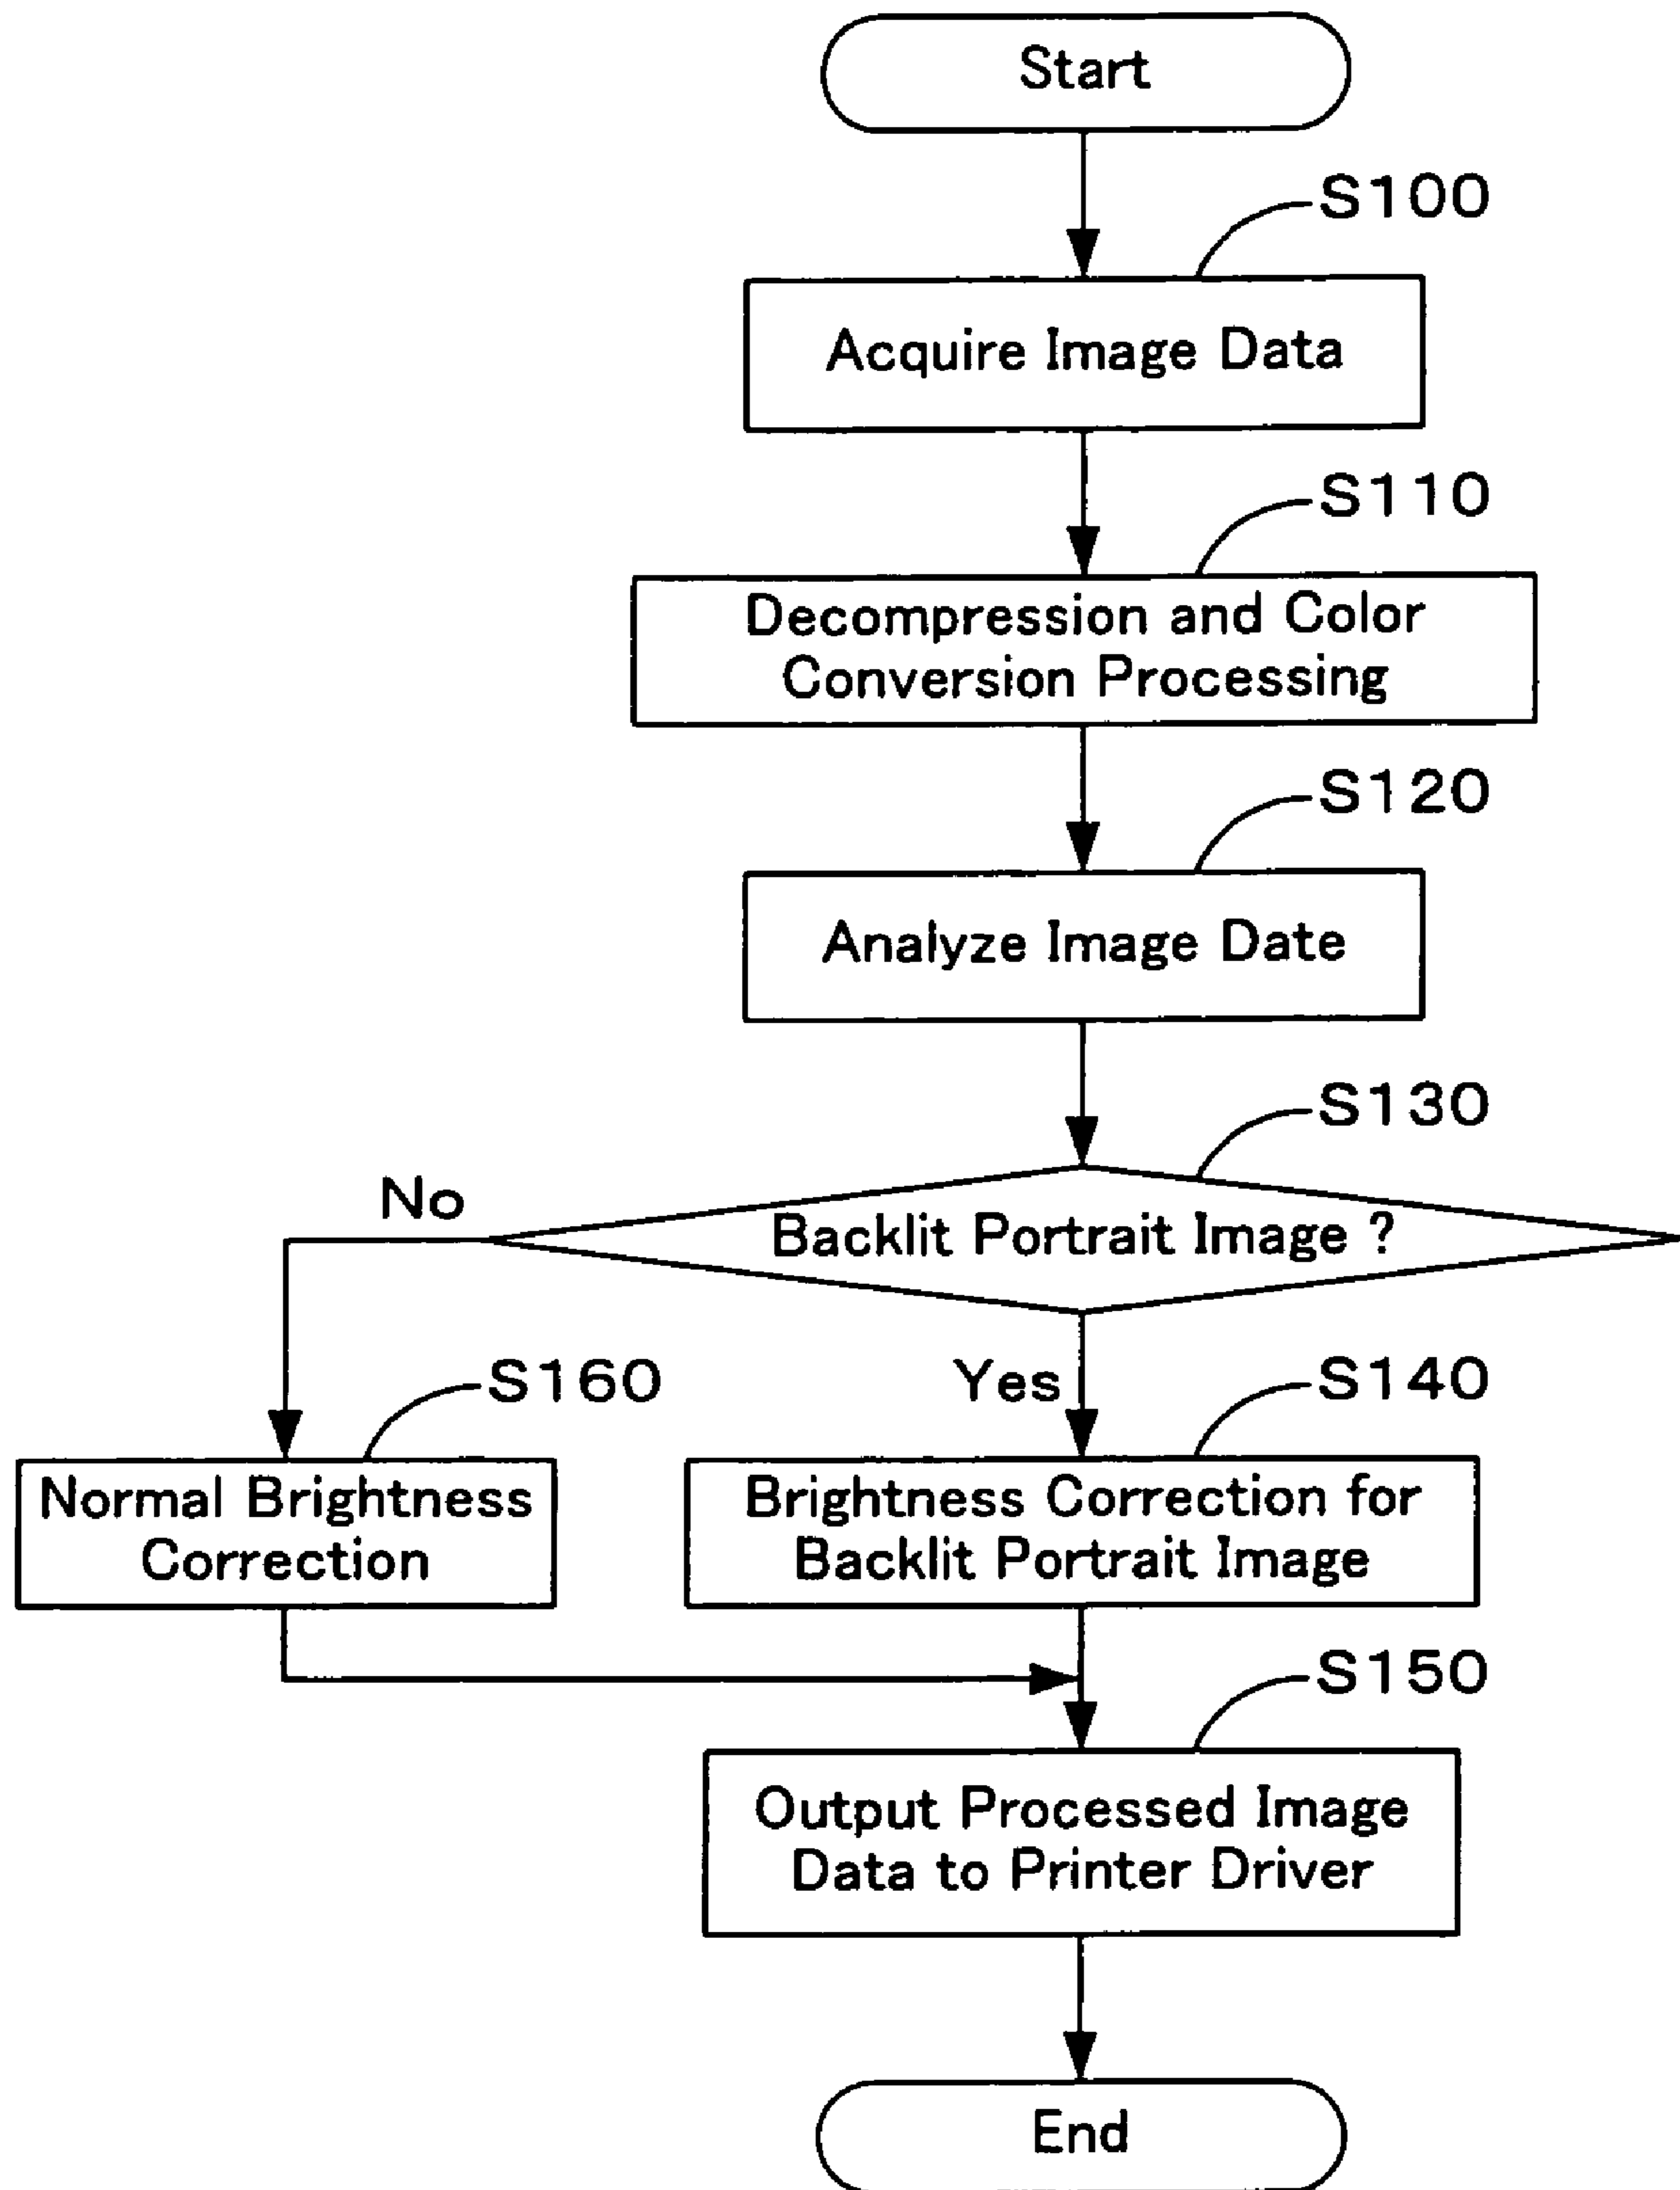 Start
S100
Acquire Image Data
S110
Decompression and Color
Conversion Processing
S120
Analyze Image Date
S130
No
Backlit Portrait Image ?
S160
Yes
S140
Normal Brightness
Correction
Brightness Correction for
Backlit Portrait Image
S150
Output Processed Image
Data to Printer Driver
End